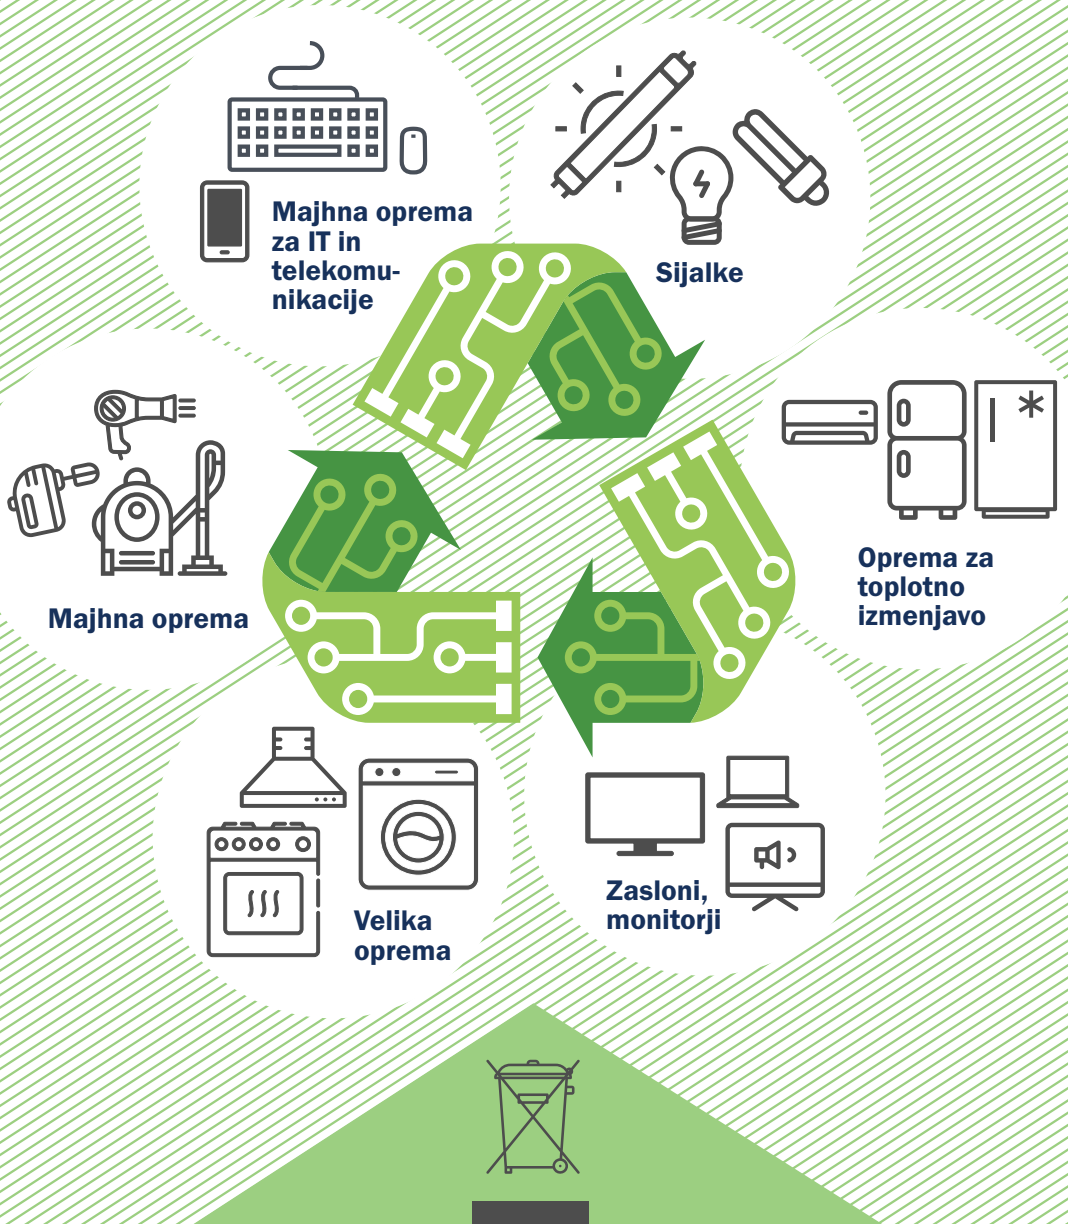 Majhna oprema
za IT in
telekomu-
nikacije
Sijalke
Oprema za
toplotno
izmenjavo
Majhna oprema
Zasloni,
monitorji
Velika
oprema